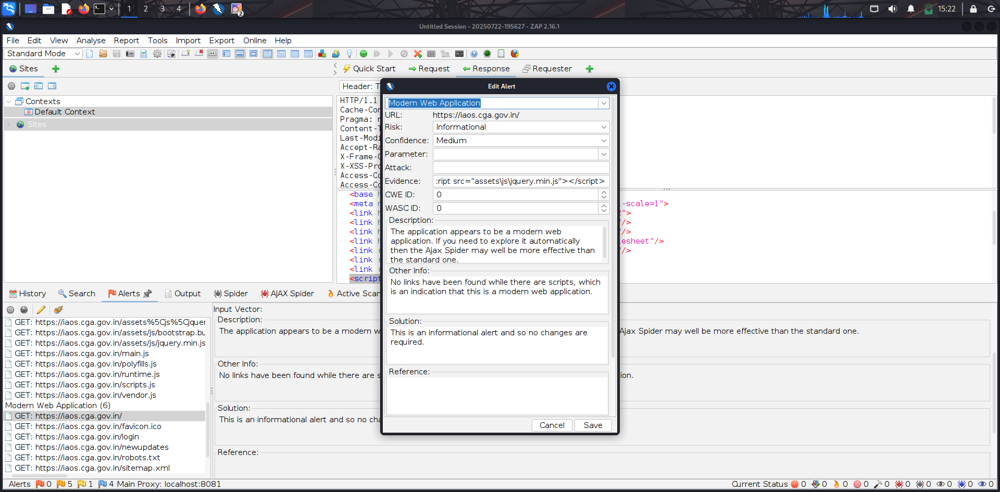 1 2 3 4
2
15:22
Untitled Session - 20250722-195627 - ZAP 2.16.1
File Edit View Analyse Report Tools Import Export Online Help
Standard Mode
Sites
Quick Start Request Response Requester
Header: T
Contexts
Default Context
Sites
HTTP/1.1
Cache-Con
Pragma: n
Content-T
Last-Modi
Accept-Ra
X-Frame-O
X-XSS-Pro
Access-Co
Access-Co
<base h
<meta n
-scale=1">
<link h
2">
<link h
"/>
<link h
"/>
<link h
esheet"/>
<link r
"/>
<link r
<link r
<script
Edit Alert
Modern Web Application
URL: https://iaos.cga.gov.in/
Risk: Informational
Confidence: Medium
Parameter:
Attack:
Evidence: :ript src="assets\js\jquery.min.js"></script>
CWE ID: 0
WASC ID: 0
Description:
The application appears to be a modern web
application. If you need to explore it automatically
then the Ajax Spider may well be more effective than
the standard one.
Other Info:
No links have been found while there are scripts, which
is an indication that this is a modern web application.
Solution:
This is an informational alert and so no changes are
required.
Reference:
Cancel Save
History Search Alerts Output Spider AJAX Spider Active Scan
GET: https://iaos.cga.gov.in/assets%5Cjs%5Cjquer
GET: https://iaos.cga.gov.in/assets/js/bootstrap.bu
GET: https://iaos.cga.gov.in/assets/js/jquery.min.js
GET: https://iaos.cga.gov.in/main.js
GET: https://iaos.cga.gov.in/polyfills.js
GET: https://iaos.cga.gov.in/runtime.js
GET: https://iaos.cga.gov.in/scripts.js
GET: https://iaos.cga.gov.in/vendor.js
Modern Web Application (6)
GET: https://iaos.cga.gov.in/
GET: https://iaos.cga.gov.in/favicon.ico
GET: https://iaos.cga.gov.in/login
GET: https://iaos.cga.gov.in/newupdates
GET: https://iaos.cga.gov.in/robots.txt
GET: https://iaos.cga.gov.in/sitemap.xml
Input Vector:
Description:
The application appears to be a modern w
Ajax Spider may well be more effective than the standard one.
Other Info:
No links have been found while there are s
ion.
Solution:
This is an informational alert and so no cha
Reference:
Alerts 0 5 1 4 Main Proxy: localhost:8081
Current Status 0 0 0 0 0 0 0 0 0 0